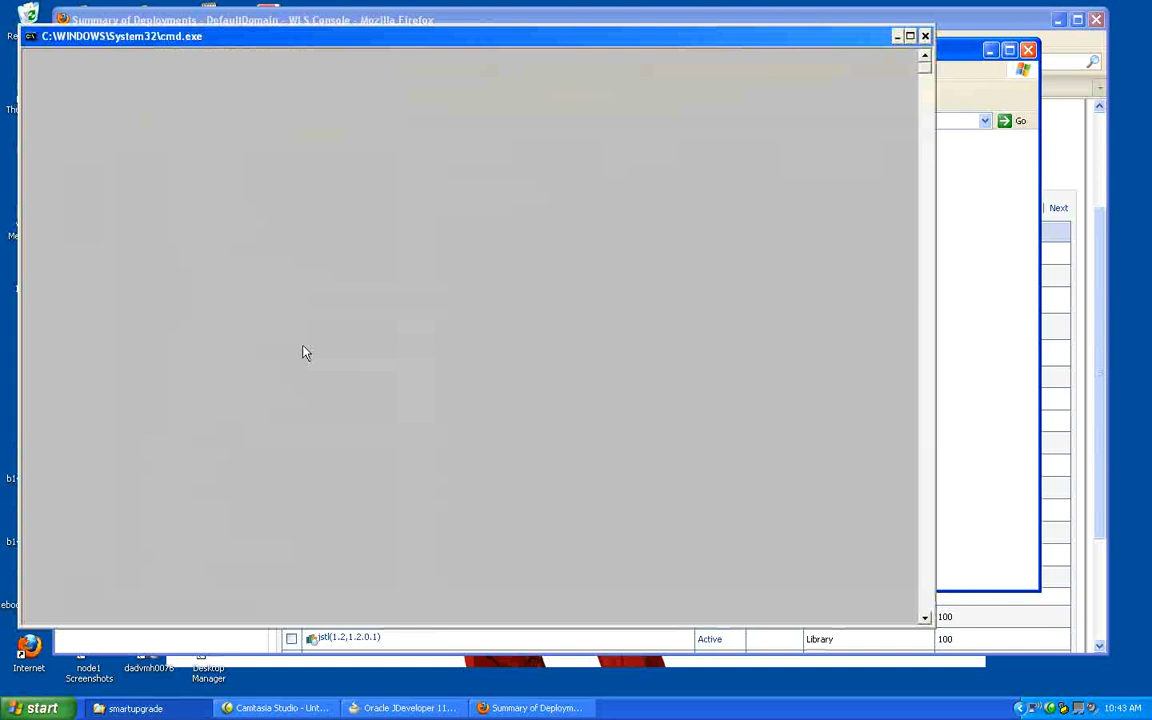 Summary of Deployments - DefaultDomain - WLS Console - Mozilla Firefox
C:\WINDOWS\System32\cmd.exe
Go
Next
100
jstl(1.2,1.2.0.1)
Active
Library
100
Internet
node1
Screenshots
dadvmh0076
Desktop
Manager
start
smartupgrade
Camtasia Studio - Unt...
Oracle JDeveloper 11...
Summary of Deploym...
10:43 AM